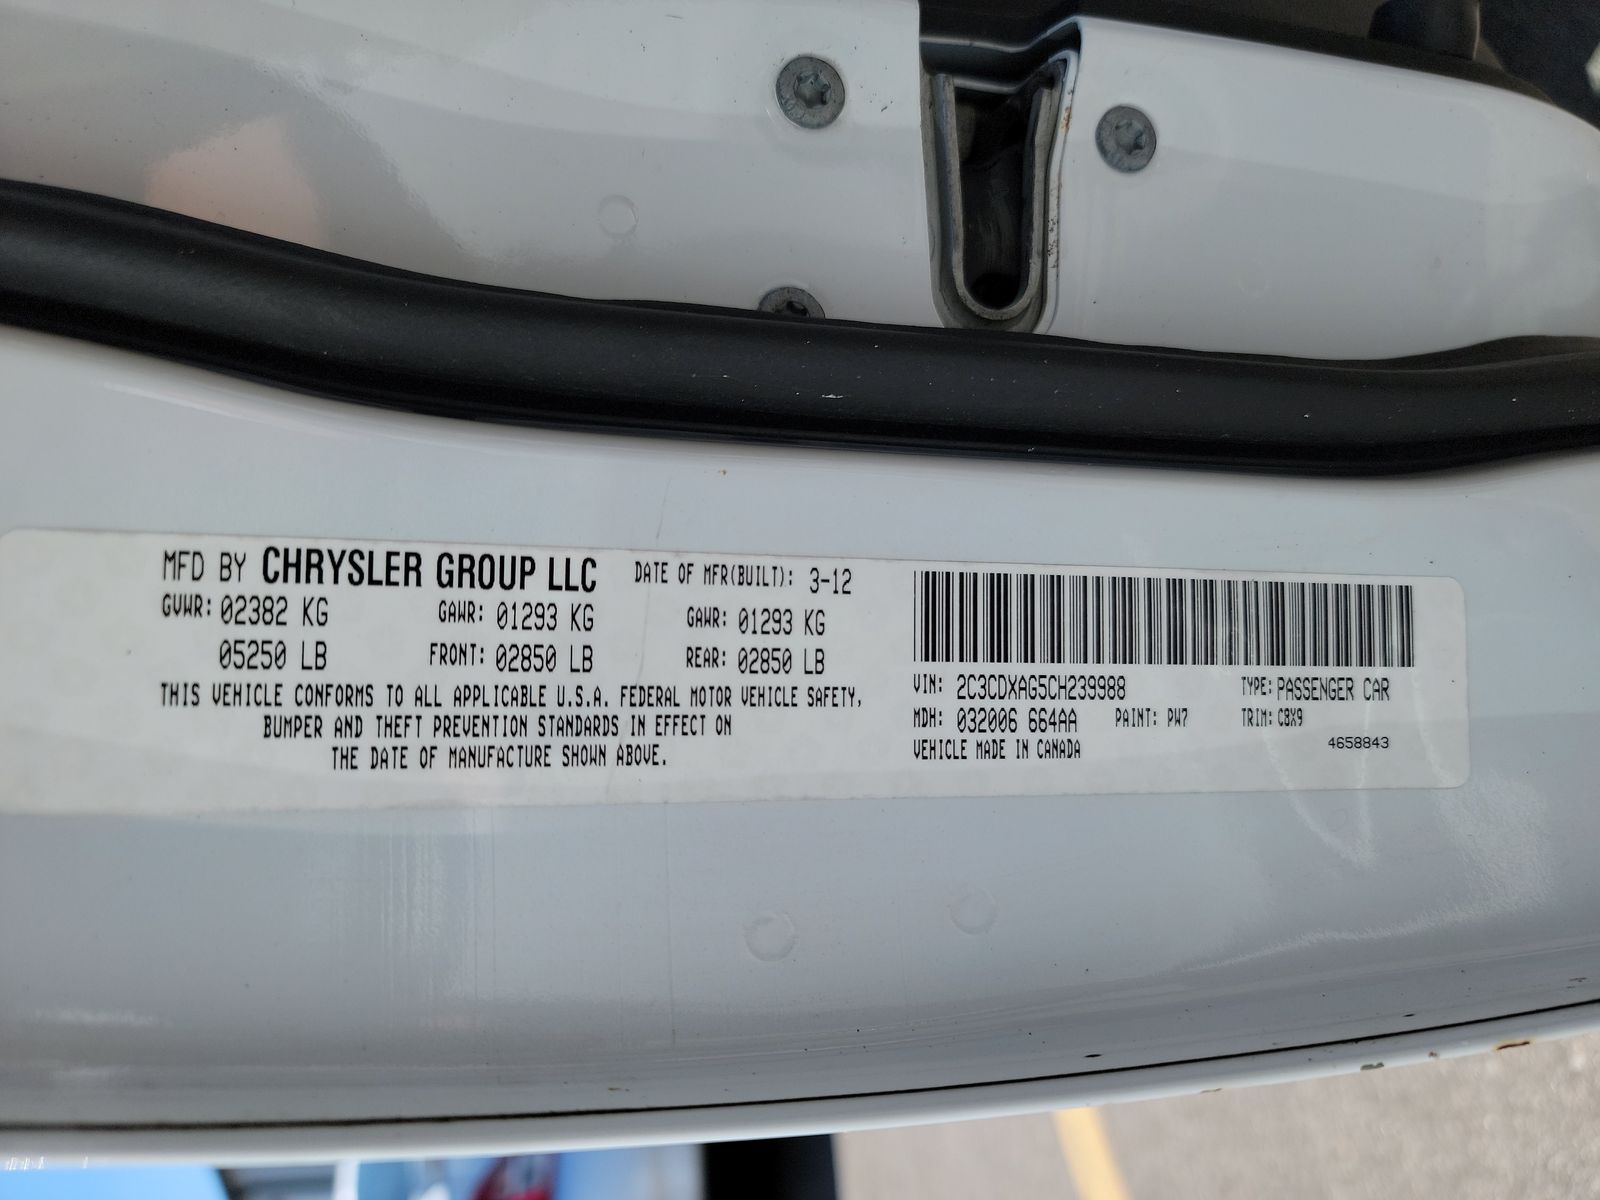 MFD BY CHRYSLER GROUP LLC DATE OF MFR(BUILT): 3-12
GVWR: 02382 KG GAWR: 01293 KG GAWR: 01293 KG
05250 LB FRONT: 02850 LB REAR: 02850 LB
THIS VEHICLE CONFORMS TO ALL APPLICABLE U.S.A. FEDERAL MOTOR VEHICLE SAFETY,
BUMPER AND THEFT PREVENTION STANDARDS IN EFFECT ON
THE DATE OF MANUFACTURE SHOWN ABOVE.
VIN: 2C3CDXAG5CH239988 TYPE: PASSENGER CAR
MDH: 032006 664AA PAINT: PW7 TRIM: C8X9
VEHICLE MADE IN CANADA 4658843